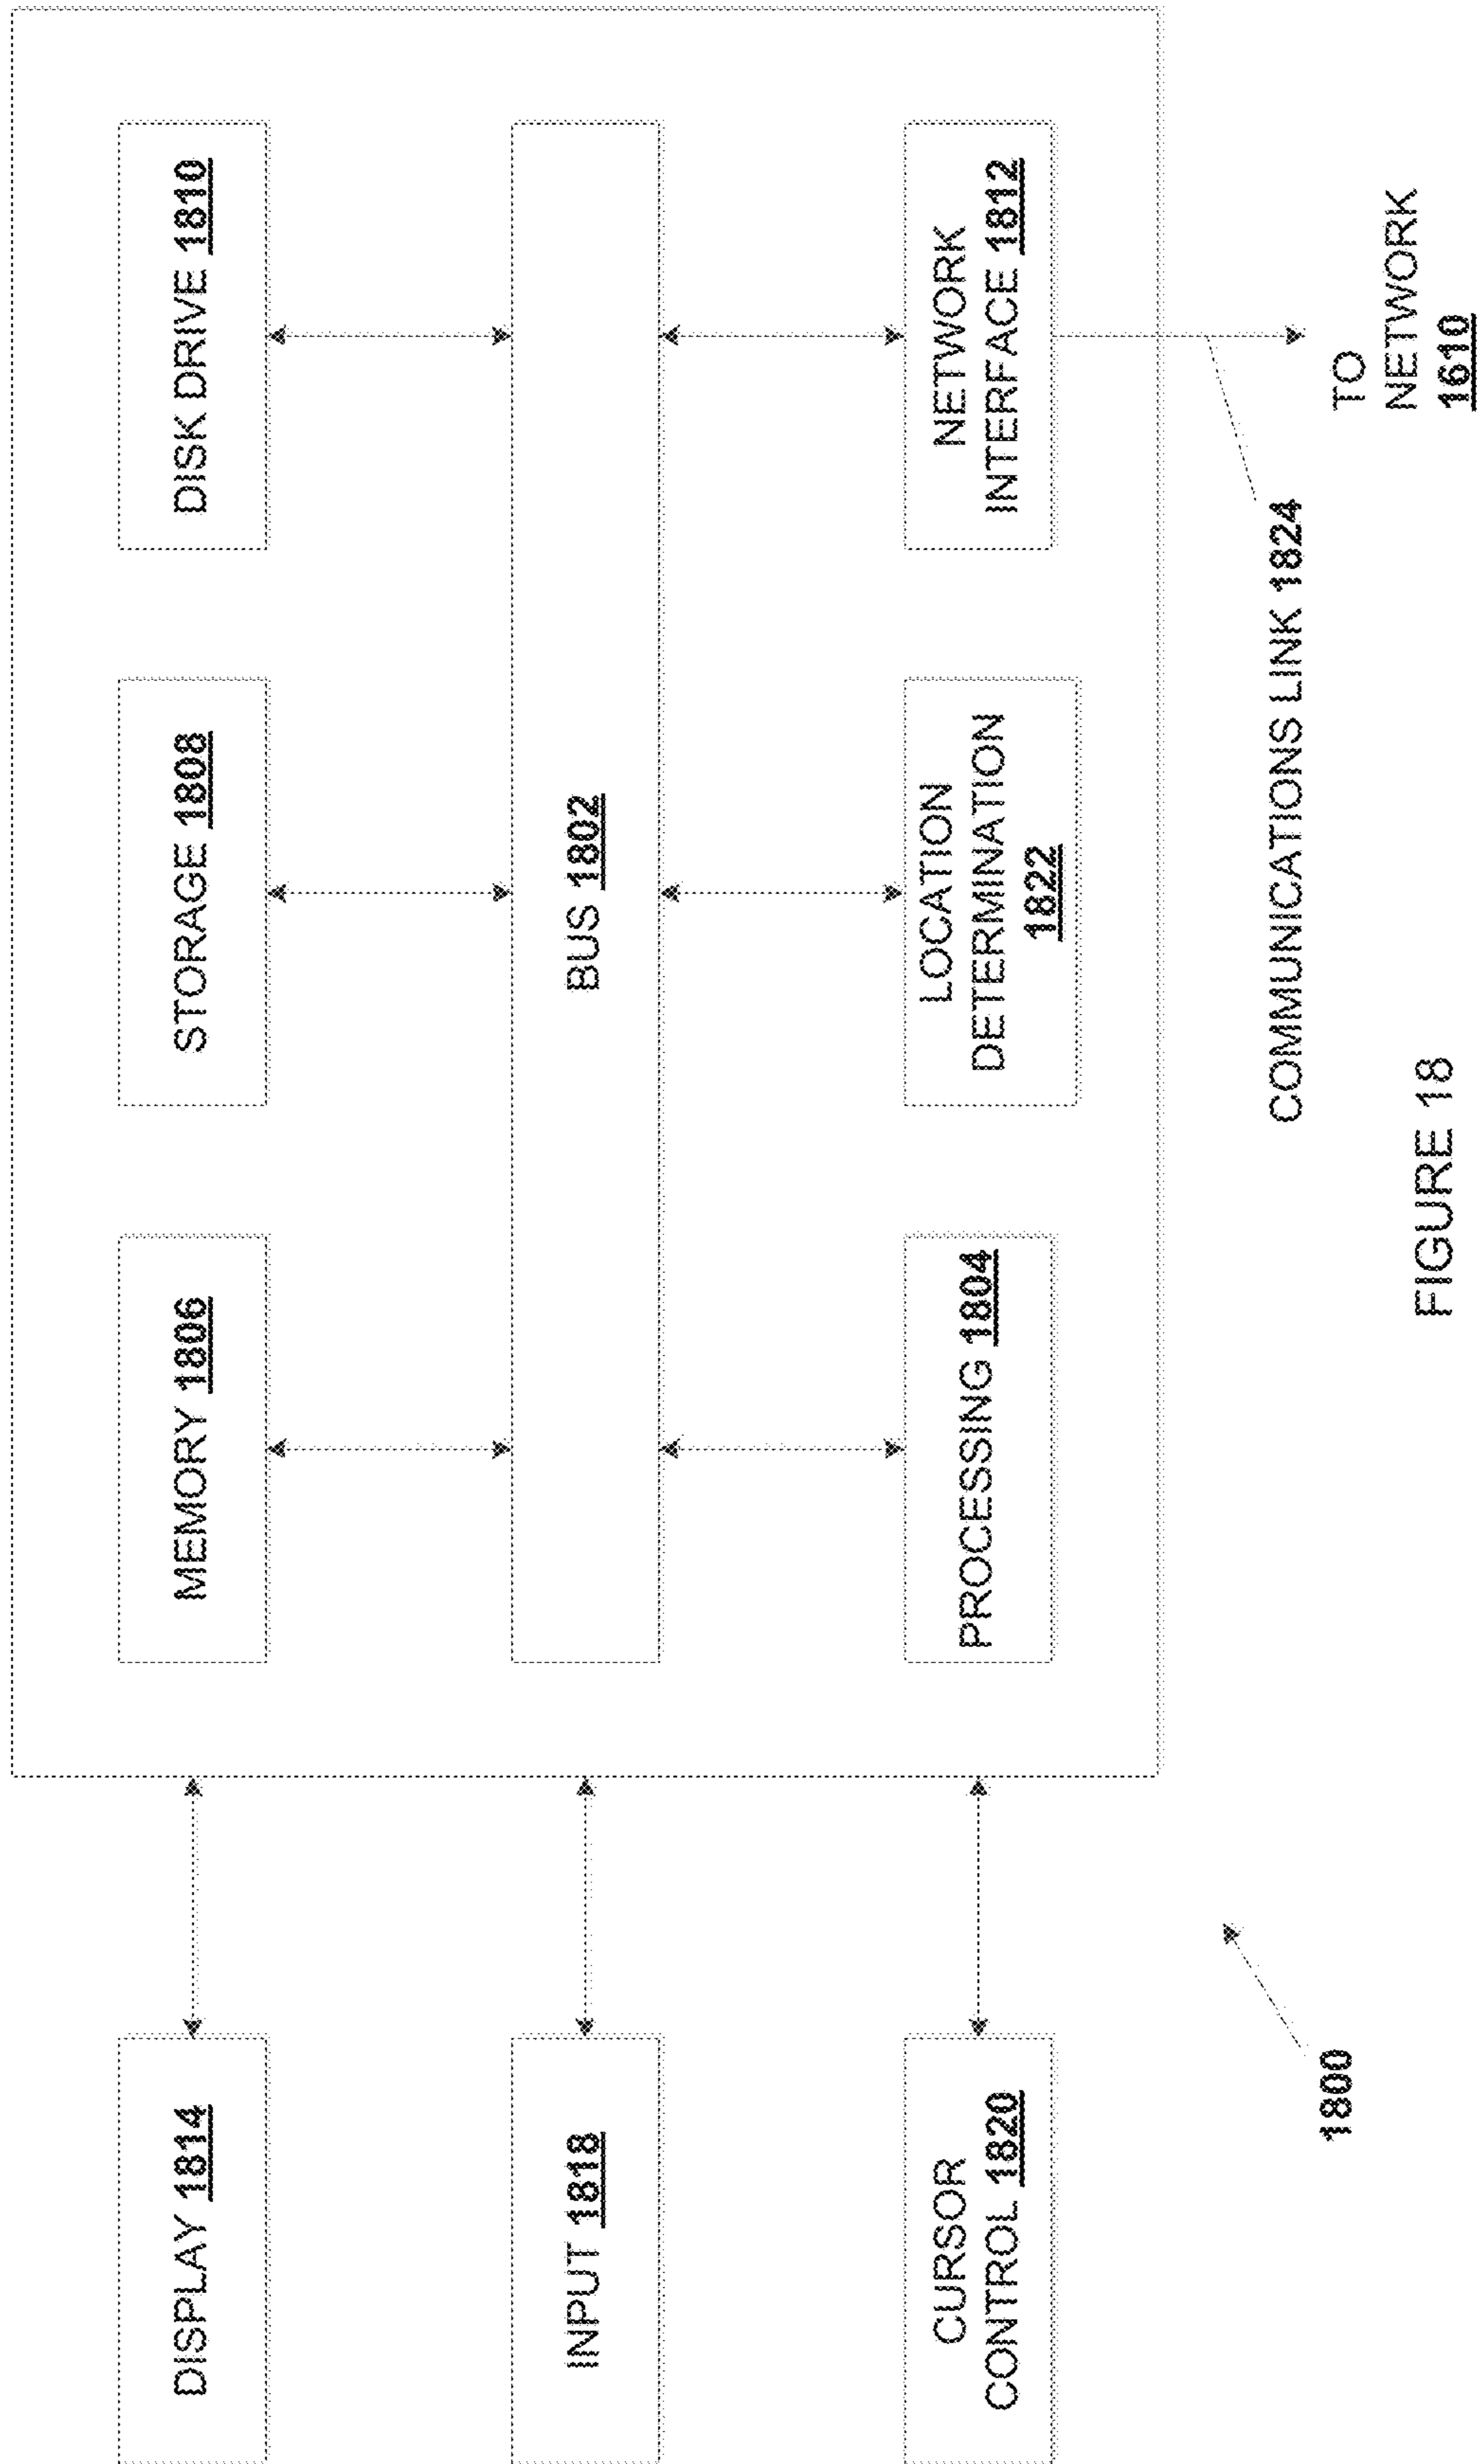 DISPLAY 1814
MEMORY 1806
STORAGE 1808
DISK DRIVE 1810
INPUT 1818
BUS 1802
CURSOR
CONTROL 1820
PROCESSING 1804
LOCATION
DETERMINATION
1822
NETWORK
INTERFACE 1812
1800
COMMUNICATIONS LINK 1824
TO
NETWORK
1610
FIGURE 18